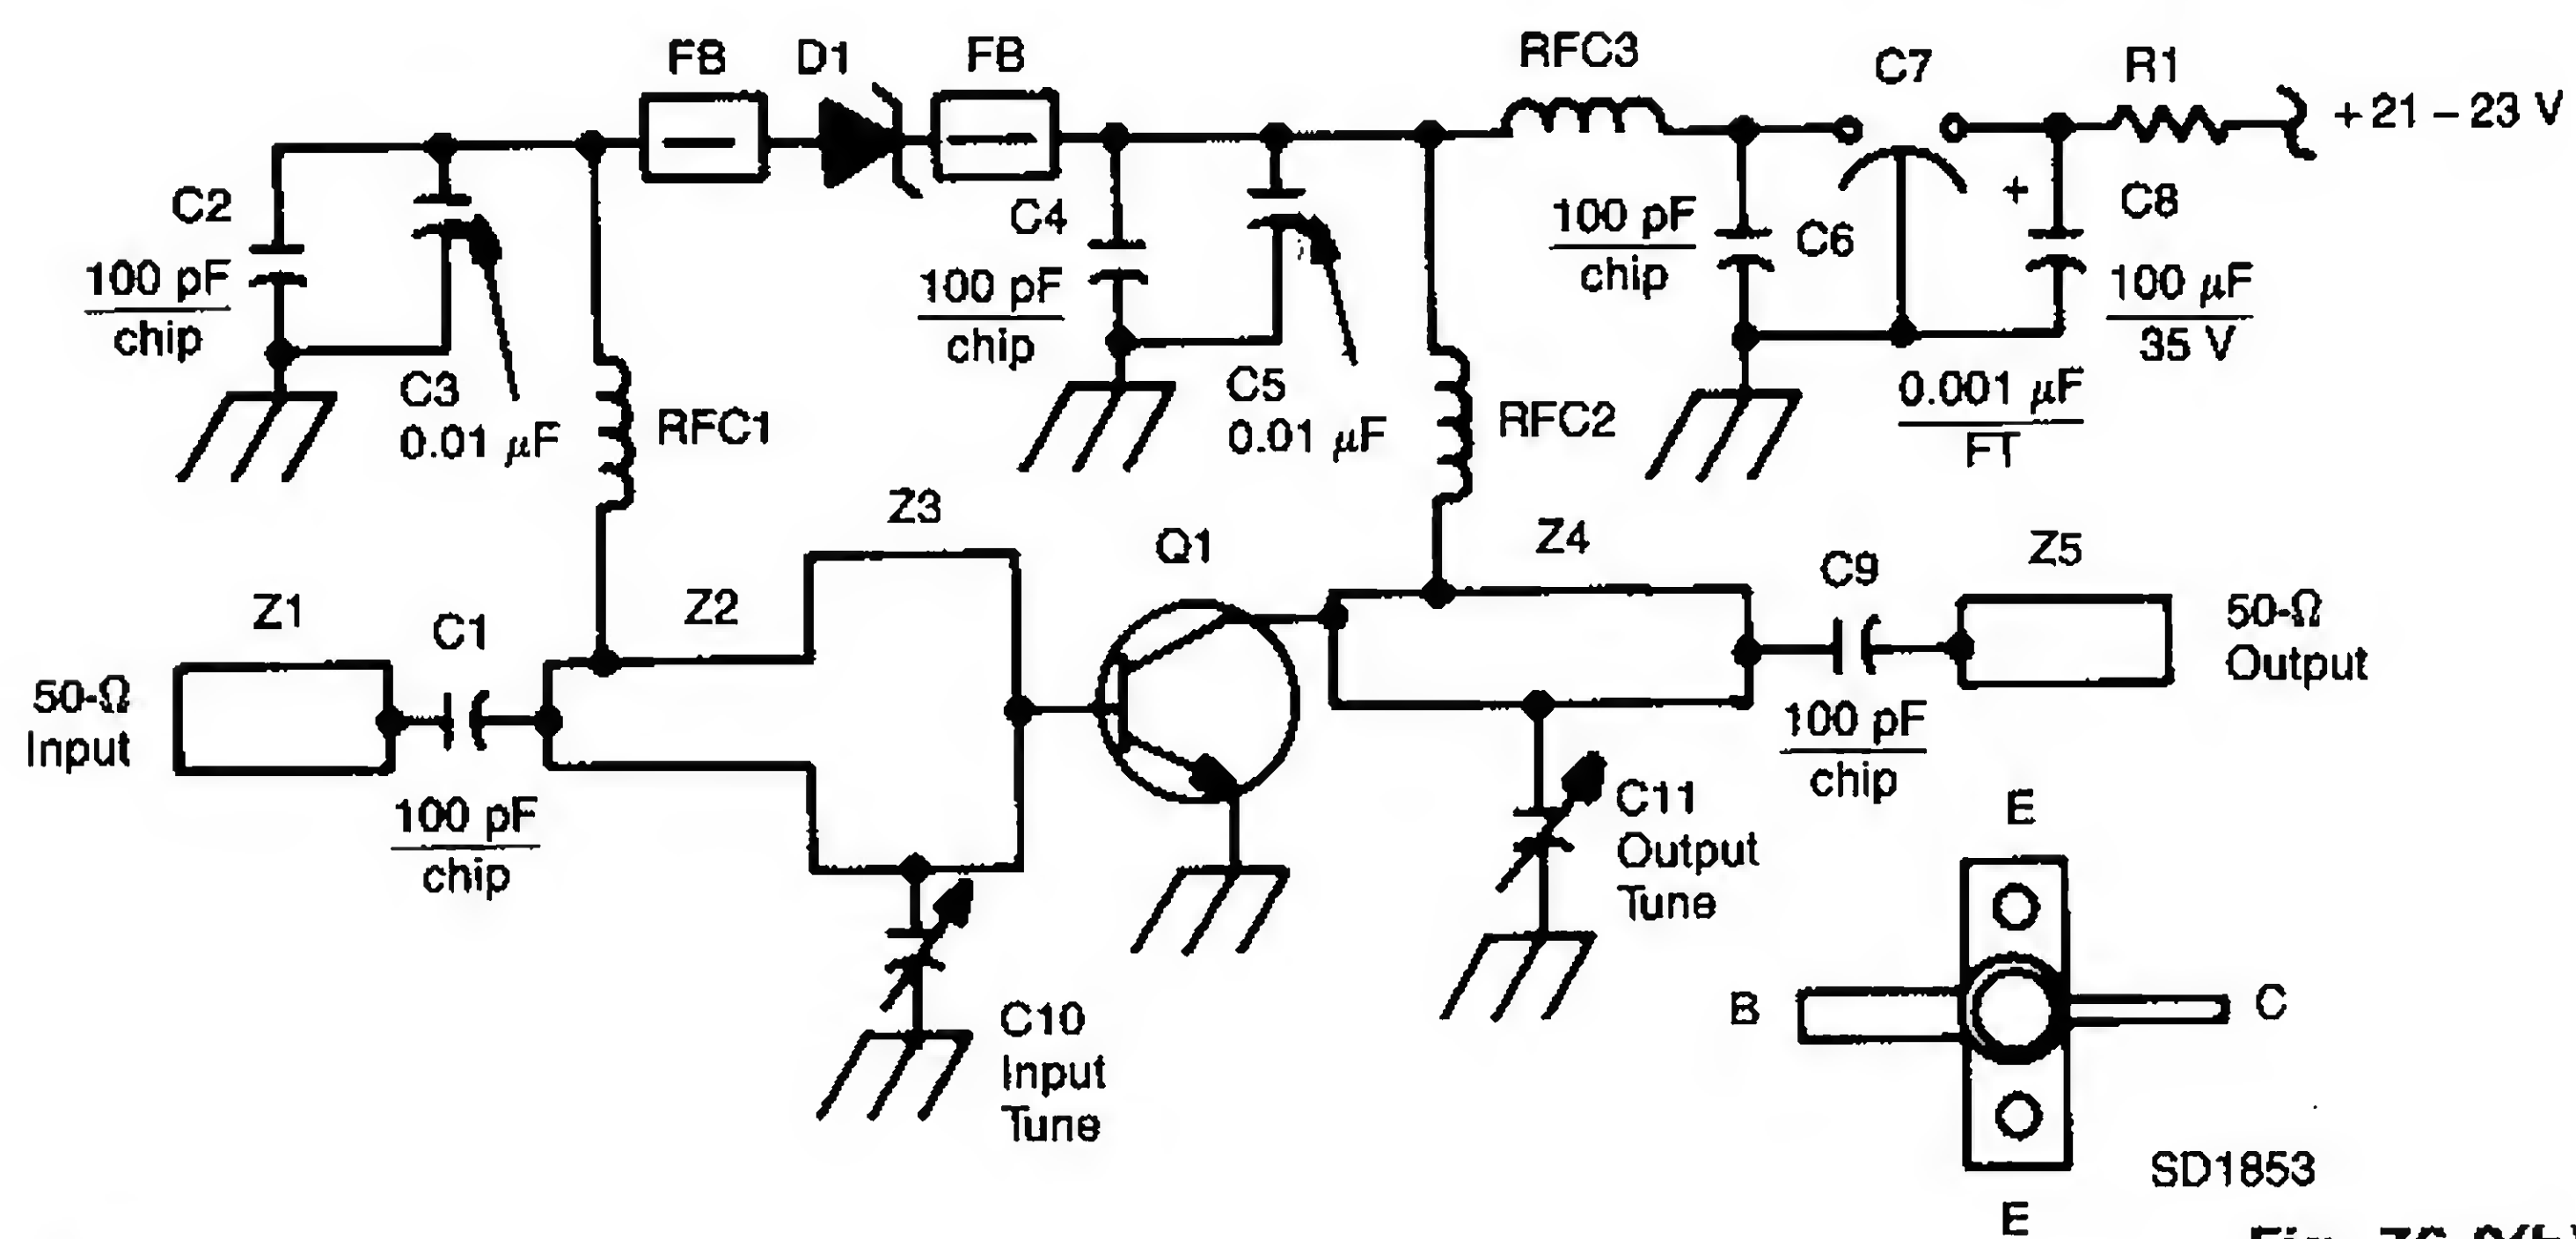 FB
D1
FB
RFC3
C7
R1
+21 – 23 V
C2
100 pF
chip
C3
0.01 µF
RFC1
C4
100 pF
chip
C5
0.01 µF
RFC2
100 pF
chip
C6
0.001 µF
FT
+
C8
100 µF
35 V
50-Ω
Input
Z1
C1
100 pF
chip
Z2
Z3
Q1
Z4
C9
100 pF
chip
Z5
50-Ω
Output
C10
Input
Tune
C11
Output
Tune
E
B
C
E
SD1853